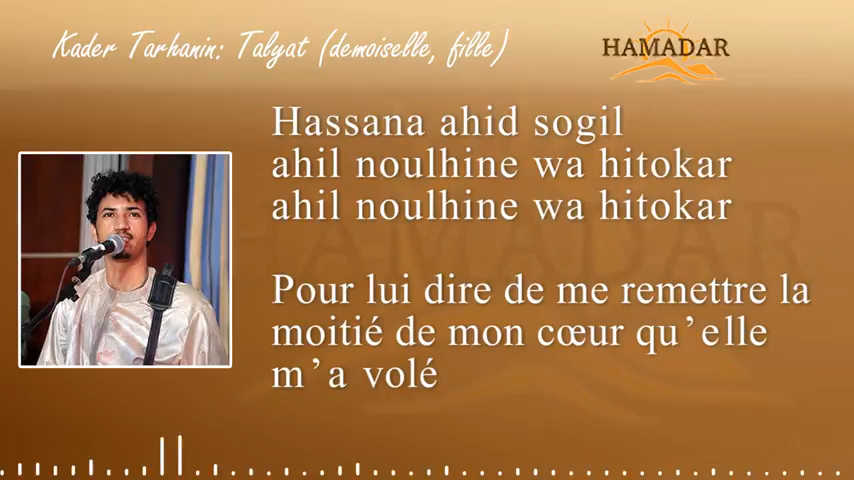 Kader Tarhanin: Talyat (demoiselle, fille)
HAMADAR
Hassana ahid sogil
ahil noulhine wa hitokar
ahil noulhine wa hitokar
Pour lui dire de me remettre la
moitié de mon cœur qu’elle
m’a volé
HAMADAR